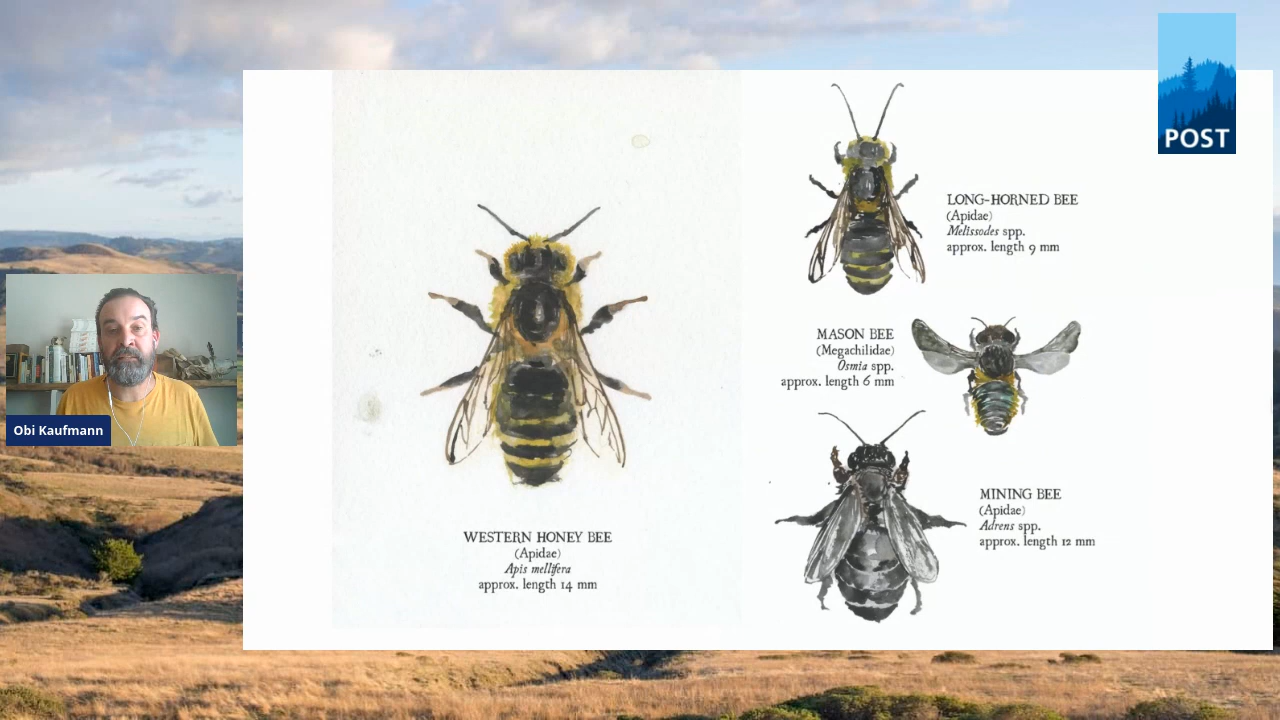 POST
LONG-HORNED BEE
(Apidae)
Melissodes spp.
approx. length 9 mm
MASON BEE
(Megachilidae)
Osmia spp.
approx. length 6 mm
Obi Kaufmann
MINING BEE
(Apidae)
Adrens spp.
approx. length 12 mm
WESTERN HONEY BEE
(Apidae)
Apis mellifera
approx. length 14 mm